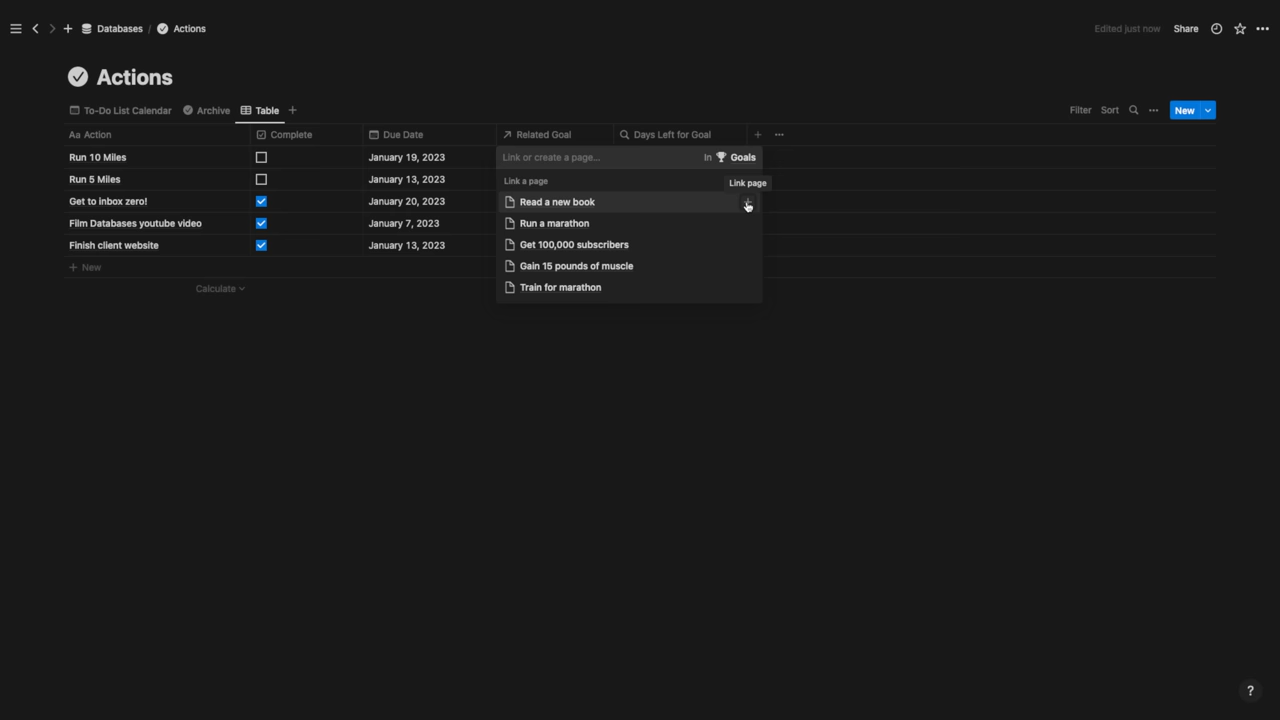 Databases / Actions
Edited just now Share
Actions
To-Do List Calendar Archive Table
Filter Sort New
Aa Action Complete Due Date Related Goal Days Left for Goal
Run 10 Miles January 19, 2023 Link or create a page... In Goals
Run 5 Miles January 13, 2023 Link a page Link page
Get to inbox zero! January 20, 2023 Read a new book
Film Databases youtube video January 7, 2023 Run a marathon
Finish client website January 13, 2023 Get 100,000 subscribers
New Gain 15 pounds of muscle
Calculate Train for marathon
?